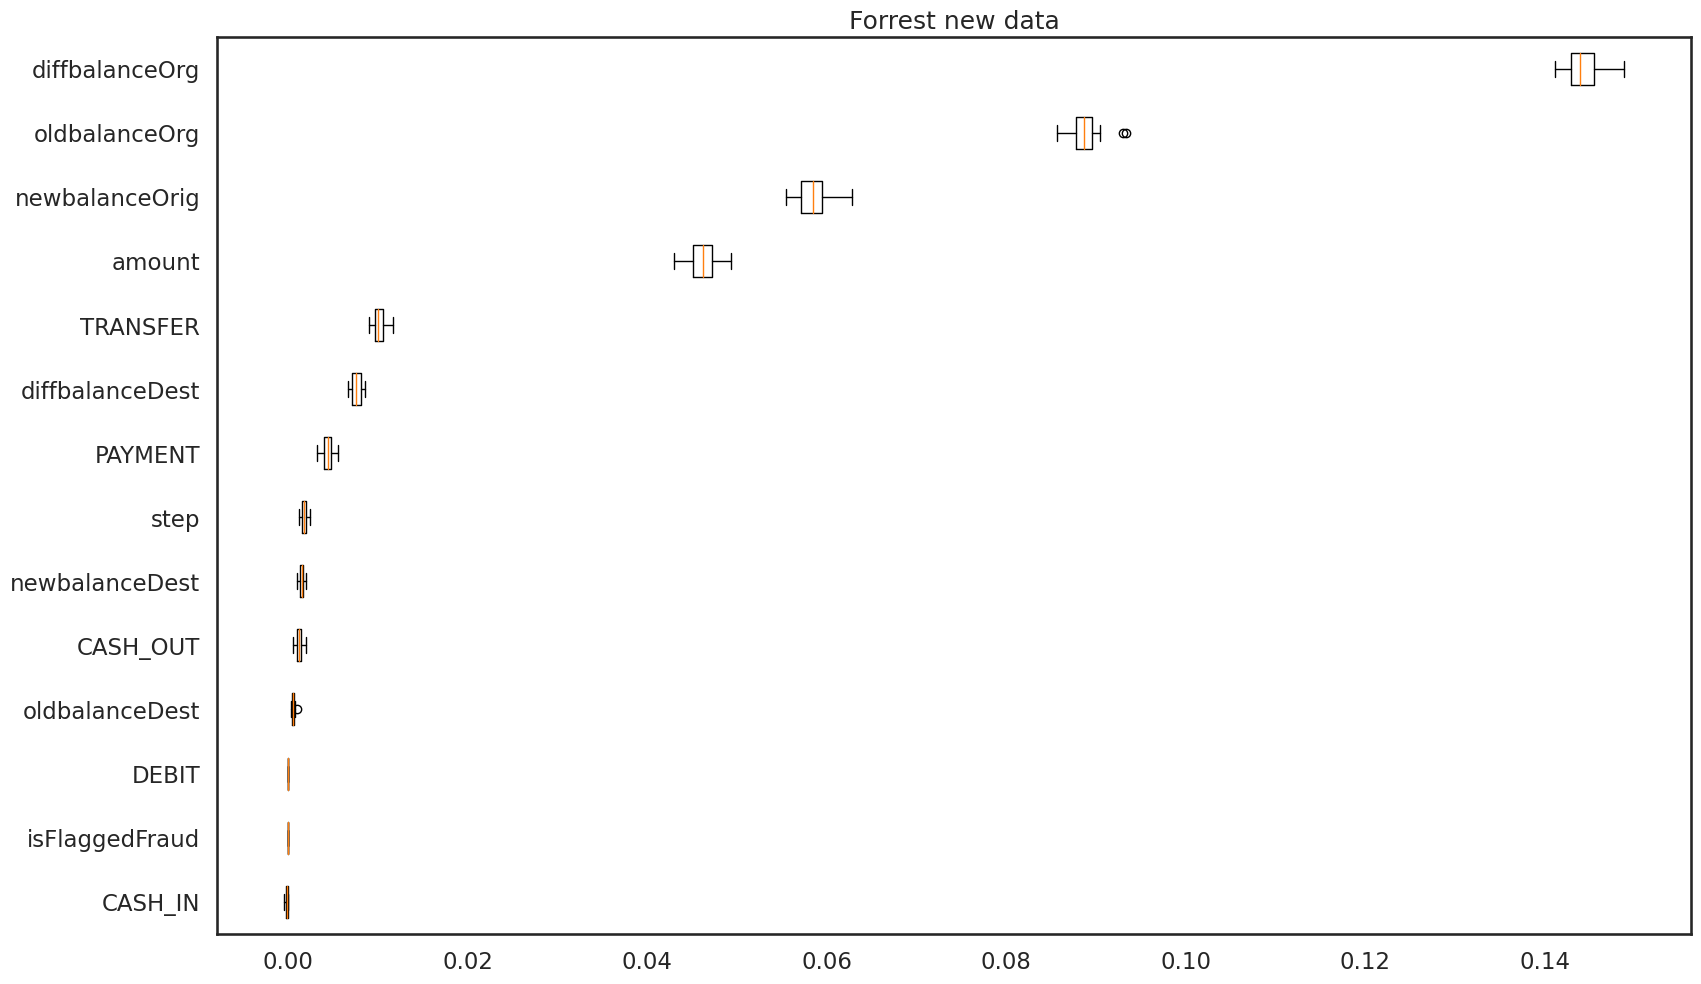 Forrest new data
diffbalanceOrg
oldbalanceOrg
newbalanceOrig
amount
TRANSFER
diffbalanceDest
PAYMENT
step
newbalanceDest
CASH_OUT
oldbalanceDest
DEBIT
isFlaggedFraud
CASH_IN
0.00 0.02 0.04 0.06 0.08 0.10 0.12 0.14